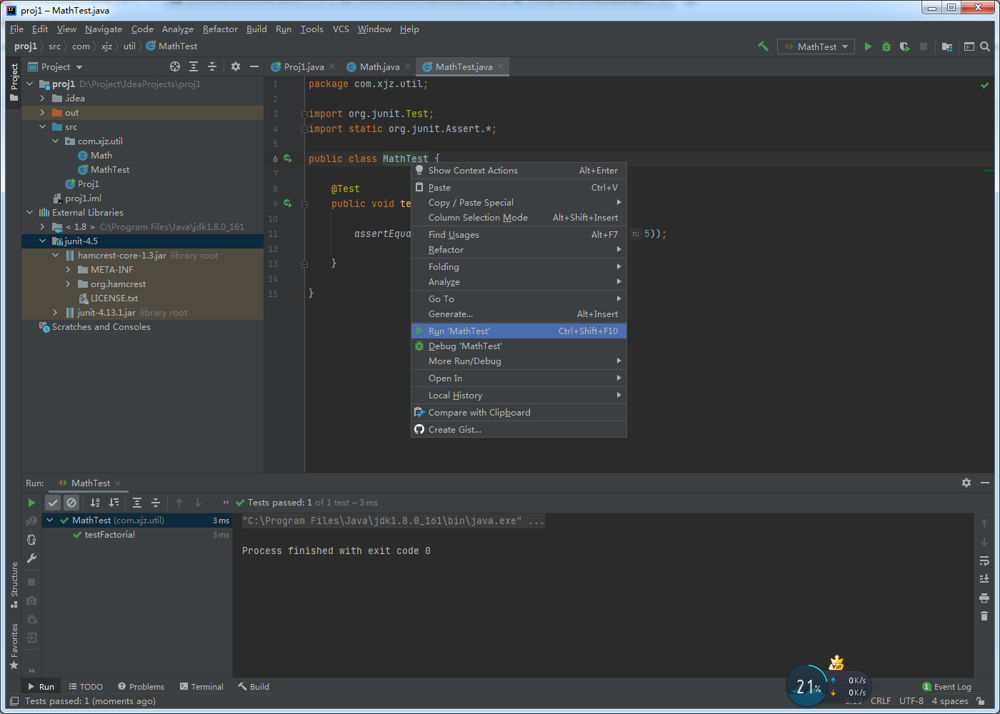 proj1 – MathTest.java
File Edit View Navigate Code Analyze Refactor Build Run Tools VCS Window Help
proj1 src com xjz util MathTest
MathTest
Project
Project
Proj1.java
Math.java
MathTest.java
proj1 D:\Project\IdeaProjects\proj1
.idea
out
src
com.xjz.util
Math
MathTest
Proj1
proj1.iml
External Libraries
< 1.8 > C:\Program Files\Java\jdk1.8.0_161
junit-4.5
hamcrest-core-1.3.jar library root
META-INF
org.hamcrest
LICENSE.txt
junit-4.13.1.jar library root
Scratches and Consoles
1 package com.xjz.util;
2
3 import org.junit.Test;
4 import static org.junit.Assert.*;
5
6 public class MathTest {
7
8 @Test
9 public void te
10
11 assertEqua n: 5));
12
13 }
14
15 }
Show Context Actions Alt+Enter
Paste Ctrl+V
Copy / Paste Special
Column Selection Mode Alt+Shift+Insert
Find Usages Alt+F7
Refactor
Folding
Analyze
Go To
Generate... Alt+Insert
Run 'MathTest' Ctrl+Shift+F10
Debug 'MathTest'
More Run/Debug
Open In
Local History
Compare with Clipboard
Create Gist...
Run: MathTest
Tests passed: 1 of 1 test – 3 ms
MathTest (com.xjz.util) 3 ms
testFactorial 3 ms
"C:\Program Files\Java\jdk1.8.0_161\bin\java.exe" ...
Process finished with exit code 0
Structure
Favorites
Run TODO Problems Terminal Build
1 Event Log
Tests passed: 1 (moments ago)
CRLF UTF-8 4 spaces
VIP
21%
0K/s
0K/s